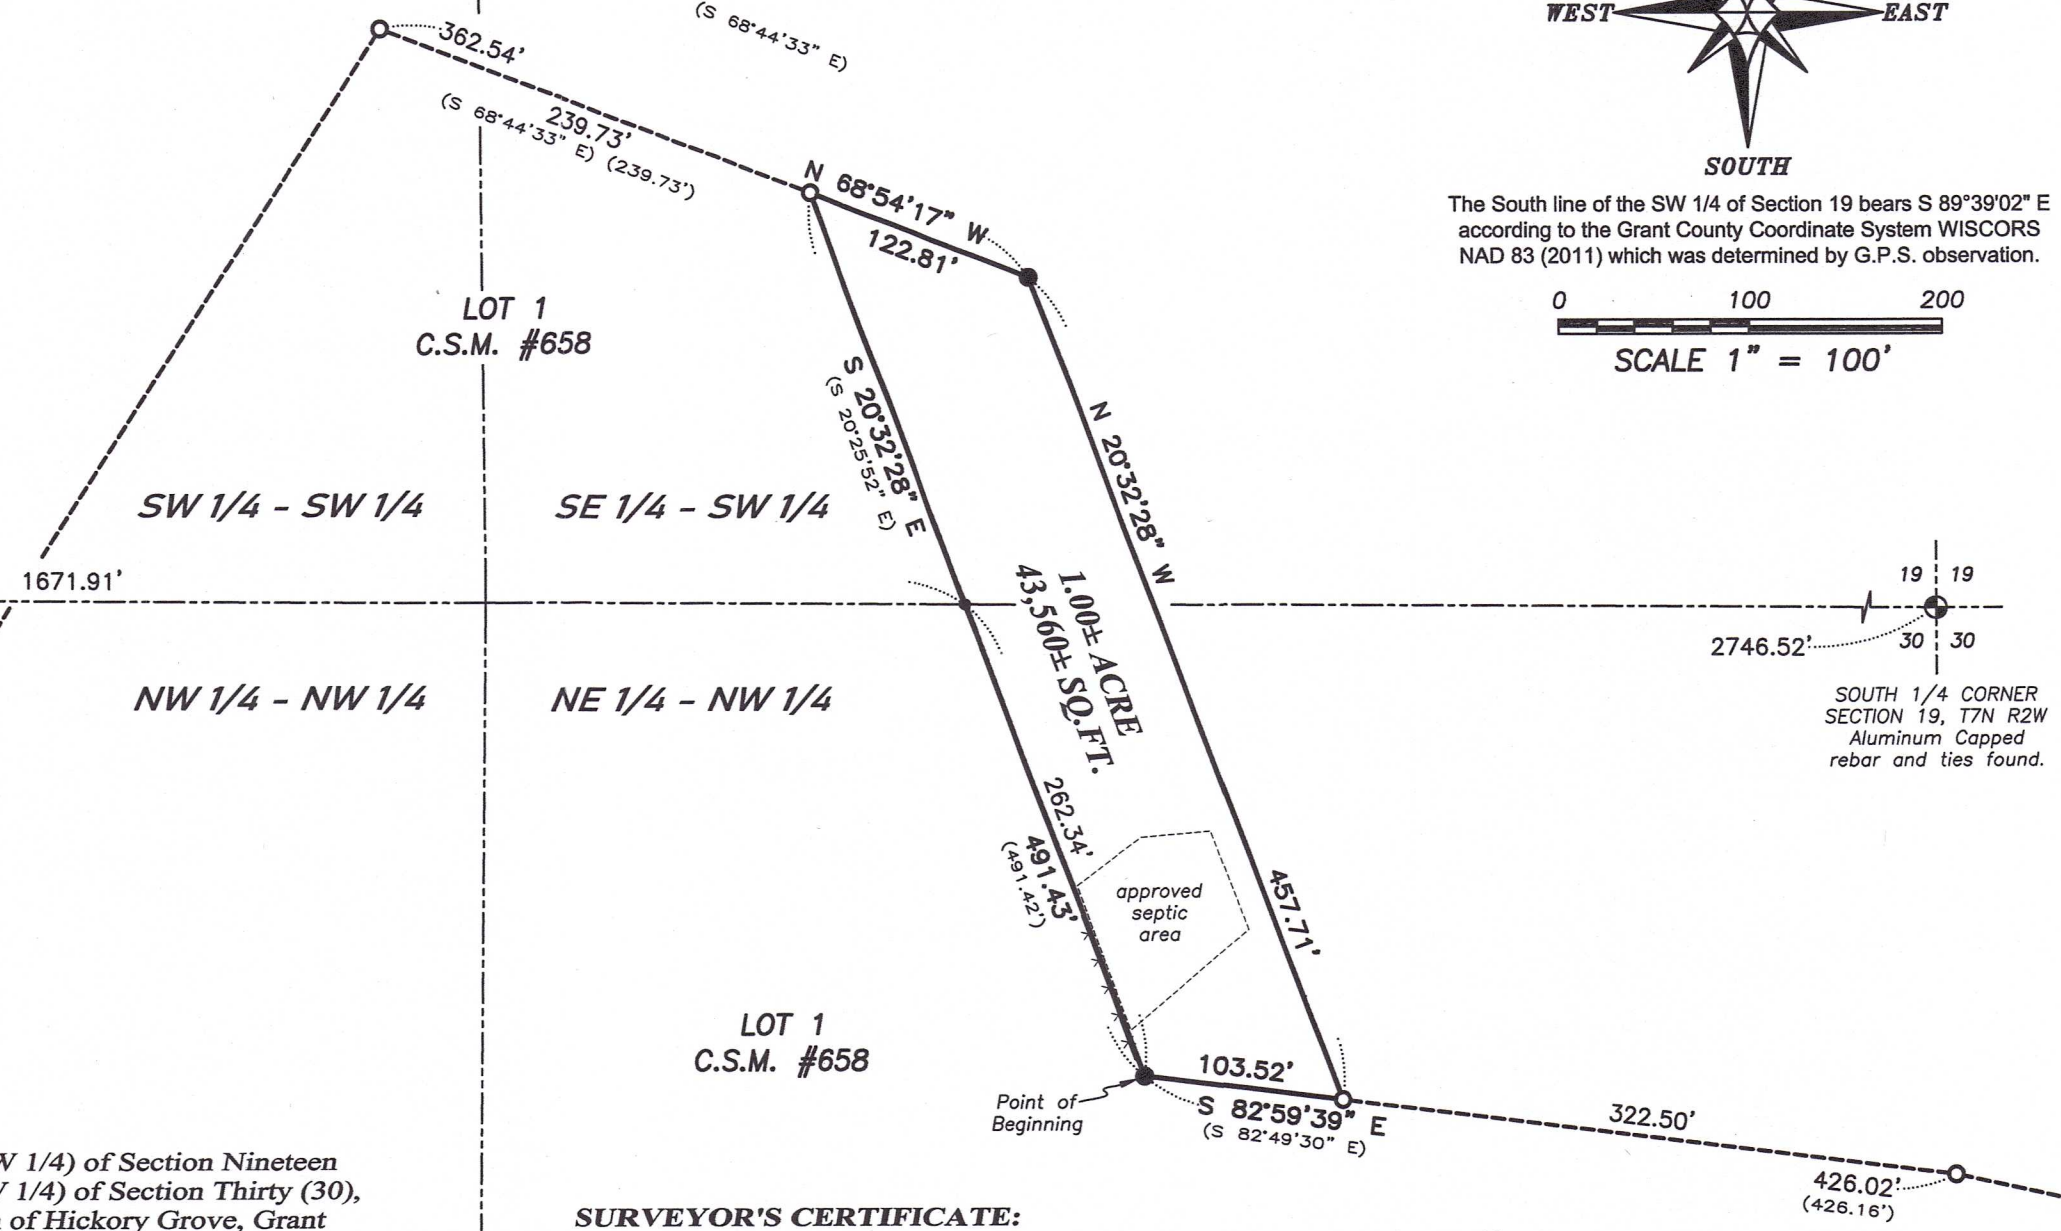 (S 68°44'33" E)
WEST
EAST
SOUTH
362.54'
239.73'
(S 68°44'33" E) (239.73')
N 68°54'17" W
122.81'
The South line of the SW 1/4 of Section 19 bears S 89°39'02" E
according to the Grant County Coordinate System WISCORS
NAD 83 (2011) which was determined by G.P.S. observation.
0 100 200
SCALE 1" = 100'
LOT 1
C.S.M. #658
S 20°32'28" E
(S 20°25'52" E)
N 20°32'28" W
SW 1/4 - SW 1/4
SE 1/4 - SW 1/4
1671.91'
1.00± ACRE
43,560± SQ.FT.
19 19
30 30
2746.52'
SOUTH 1/4 CORNER
SECTION 19, T7N R2W
Aluminum Capped
rebar and ties found.
NW 1/4 - NW 1/4
NE 1/4 - NW 1/4
262.34'
491.43'
(491.42')
approved
septic
area
457.71'
LOT 1
C.S.M. #658
103.52'
Point of
Beginning
S 82°59'39" E
(S 82°49'30" E)
322.50'
426.02'
(426.16')
1/4) of Section Nineteen
1/4) of Section Thirty (30),
of Hickory Grove, Grant
SURVEYOR'S CERTIFICATE: